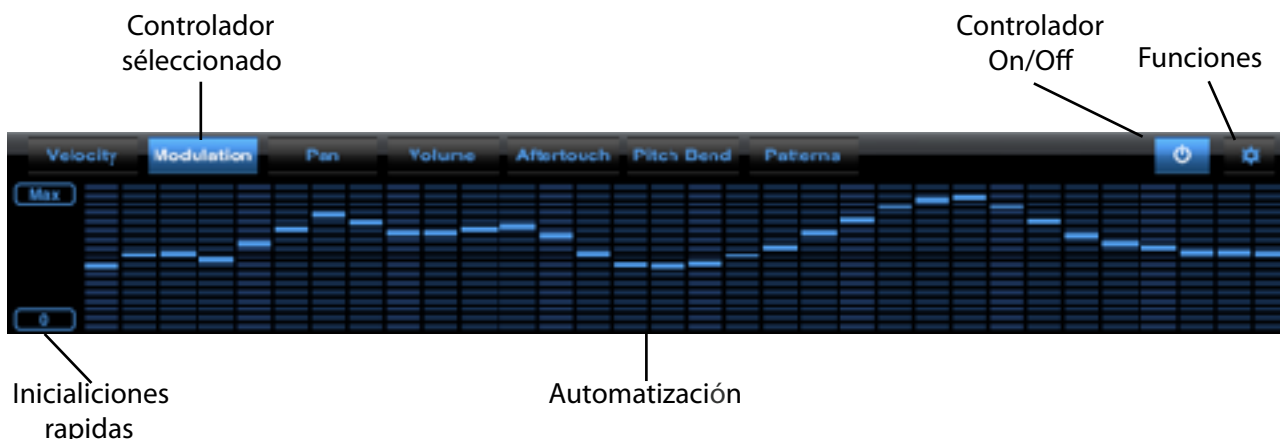 Controlador
séleccionado
Controlador
On/Off
Funciones
Velocity Modulation Pan Volume Aftertouch Pitch Bend Patterns
Max
0
Inicialiciones
rapidas
Automatización